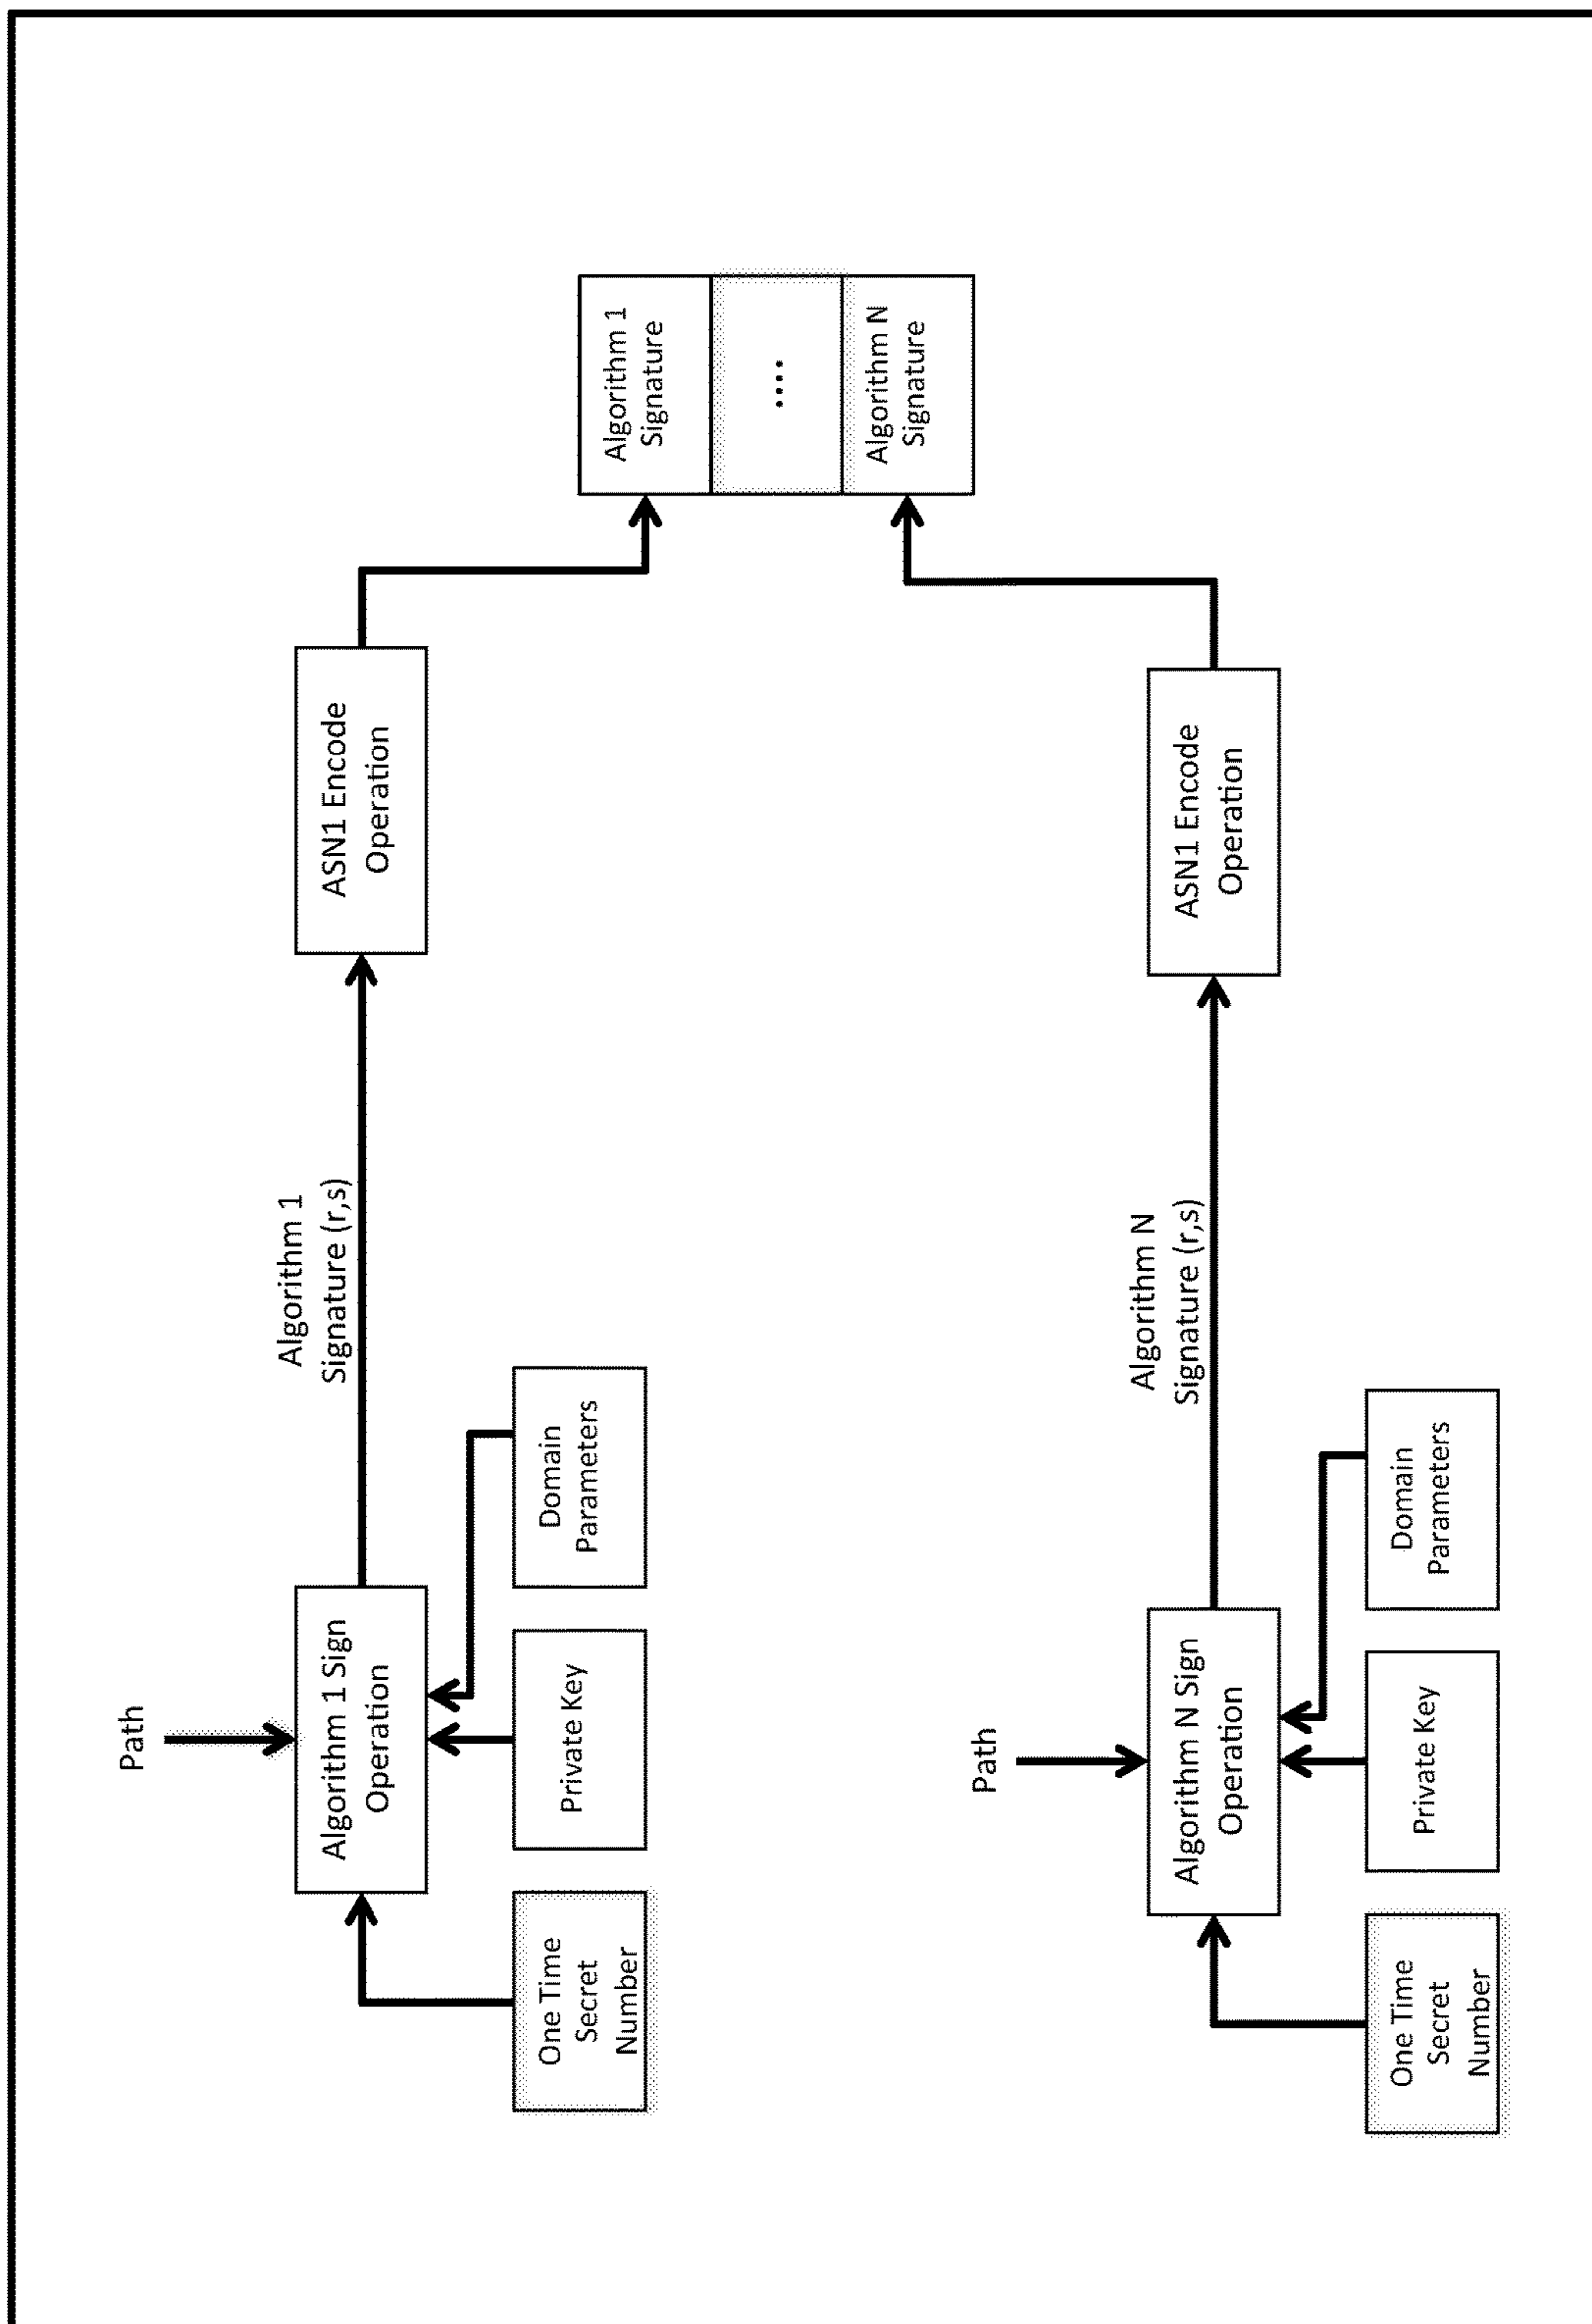 Path
Algorithm 1 Sign
Operation
One Time
Secret
Number
Private Key
Domain
Parameters
Algorithm 1
Signature (r,s)
ASN1 Encode
Operation
Algorithm 1
Signature
....
Algorithm N
Signature
Path
Algorithm N Sign
Operation
One Time
Secret
Number
Private Key
Domain
Parameters
Algorithm N
Signature (r,s)
ASN1 Encode
Operation